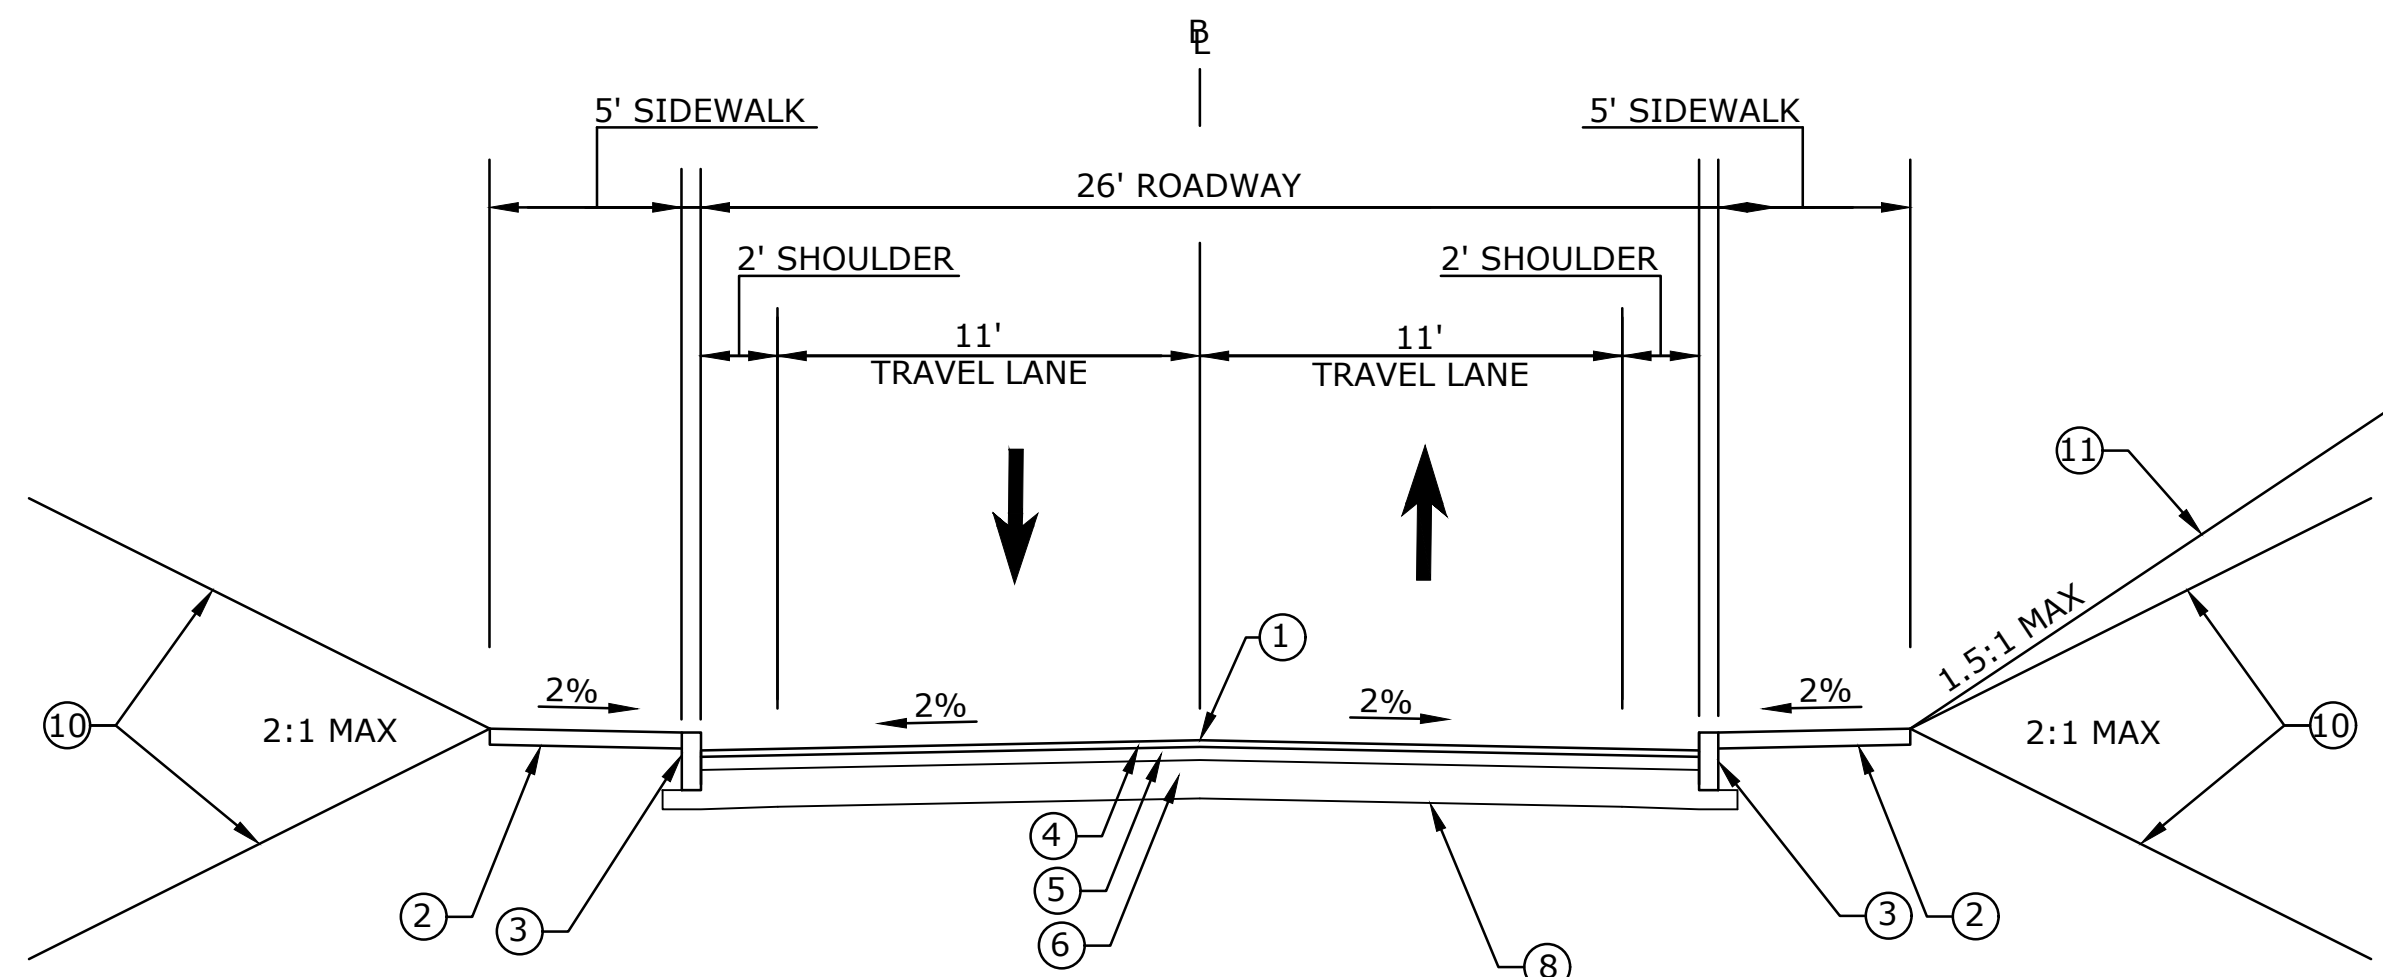 BL
5' SIDEWALK
5' SIDEWALK
26' ROADWAY
2' SHOULDER
2' SHOULDER
11'
TRAVEL LANE
11'
TRAVEL LANE
11
1.5:1 MAX
1
2%
2%
2%
2%
10
2:1 MAX
2:1 MAX
10
4
5
6
2
3
3
2
8